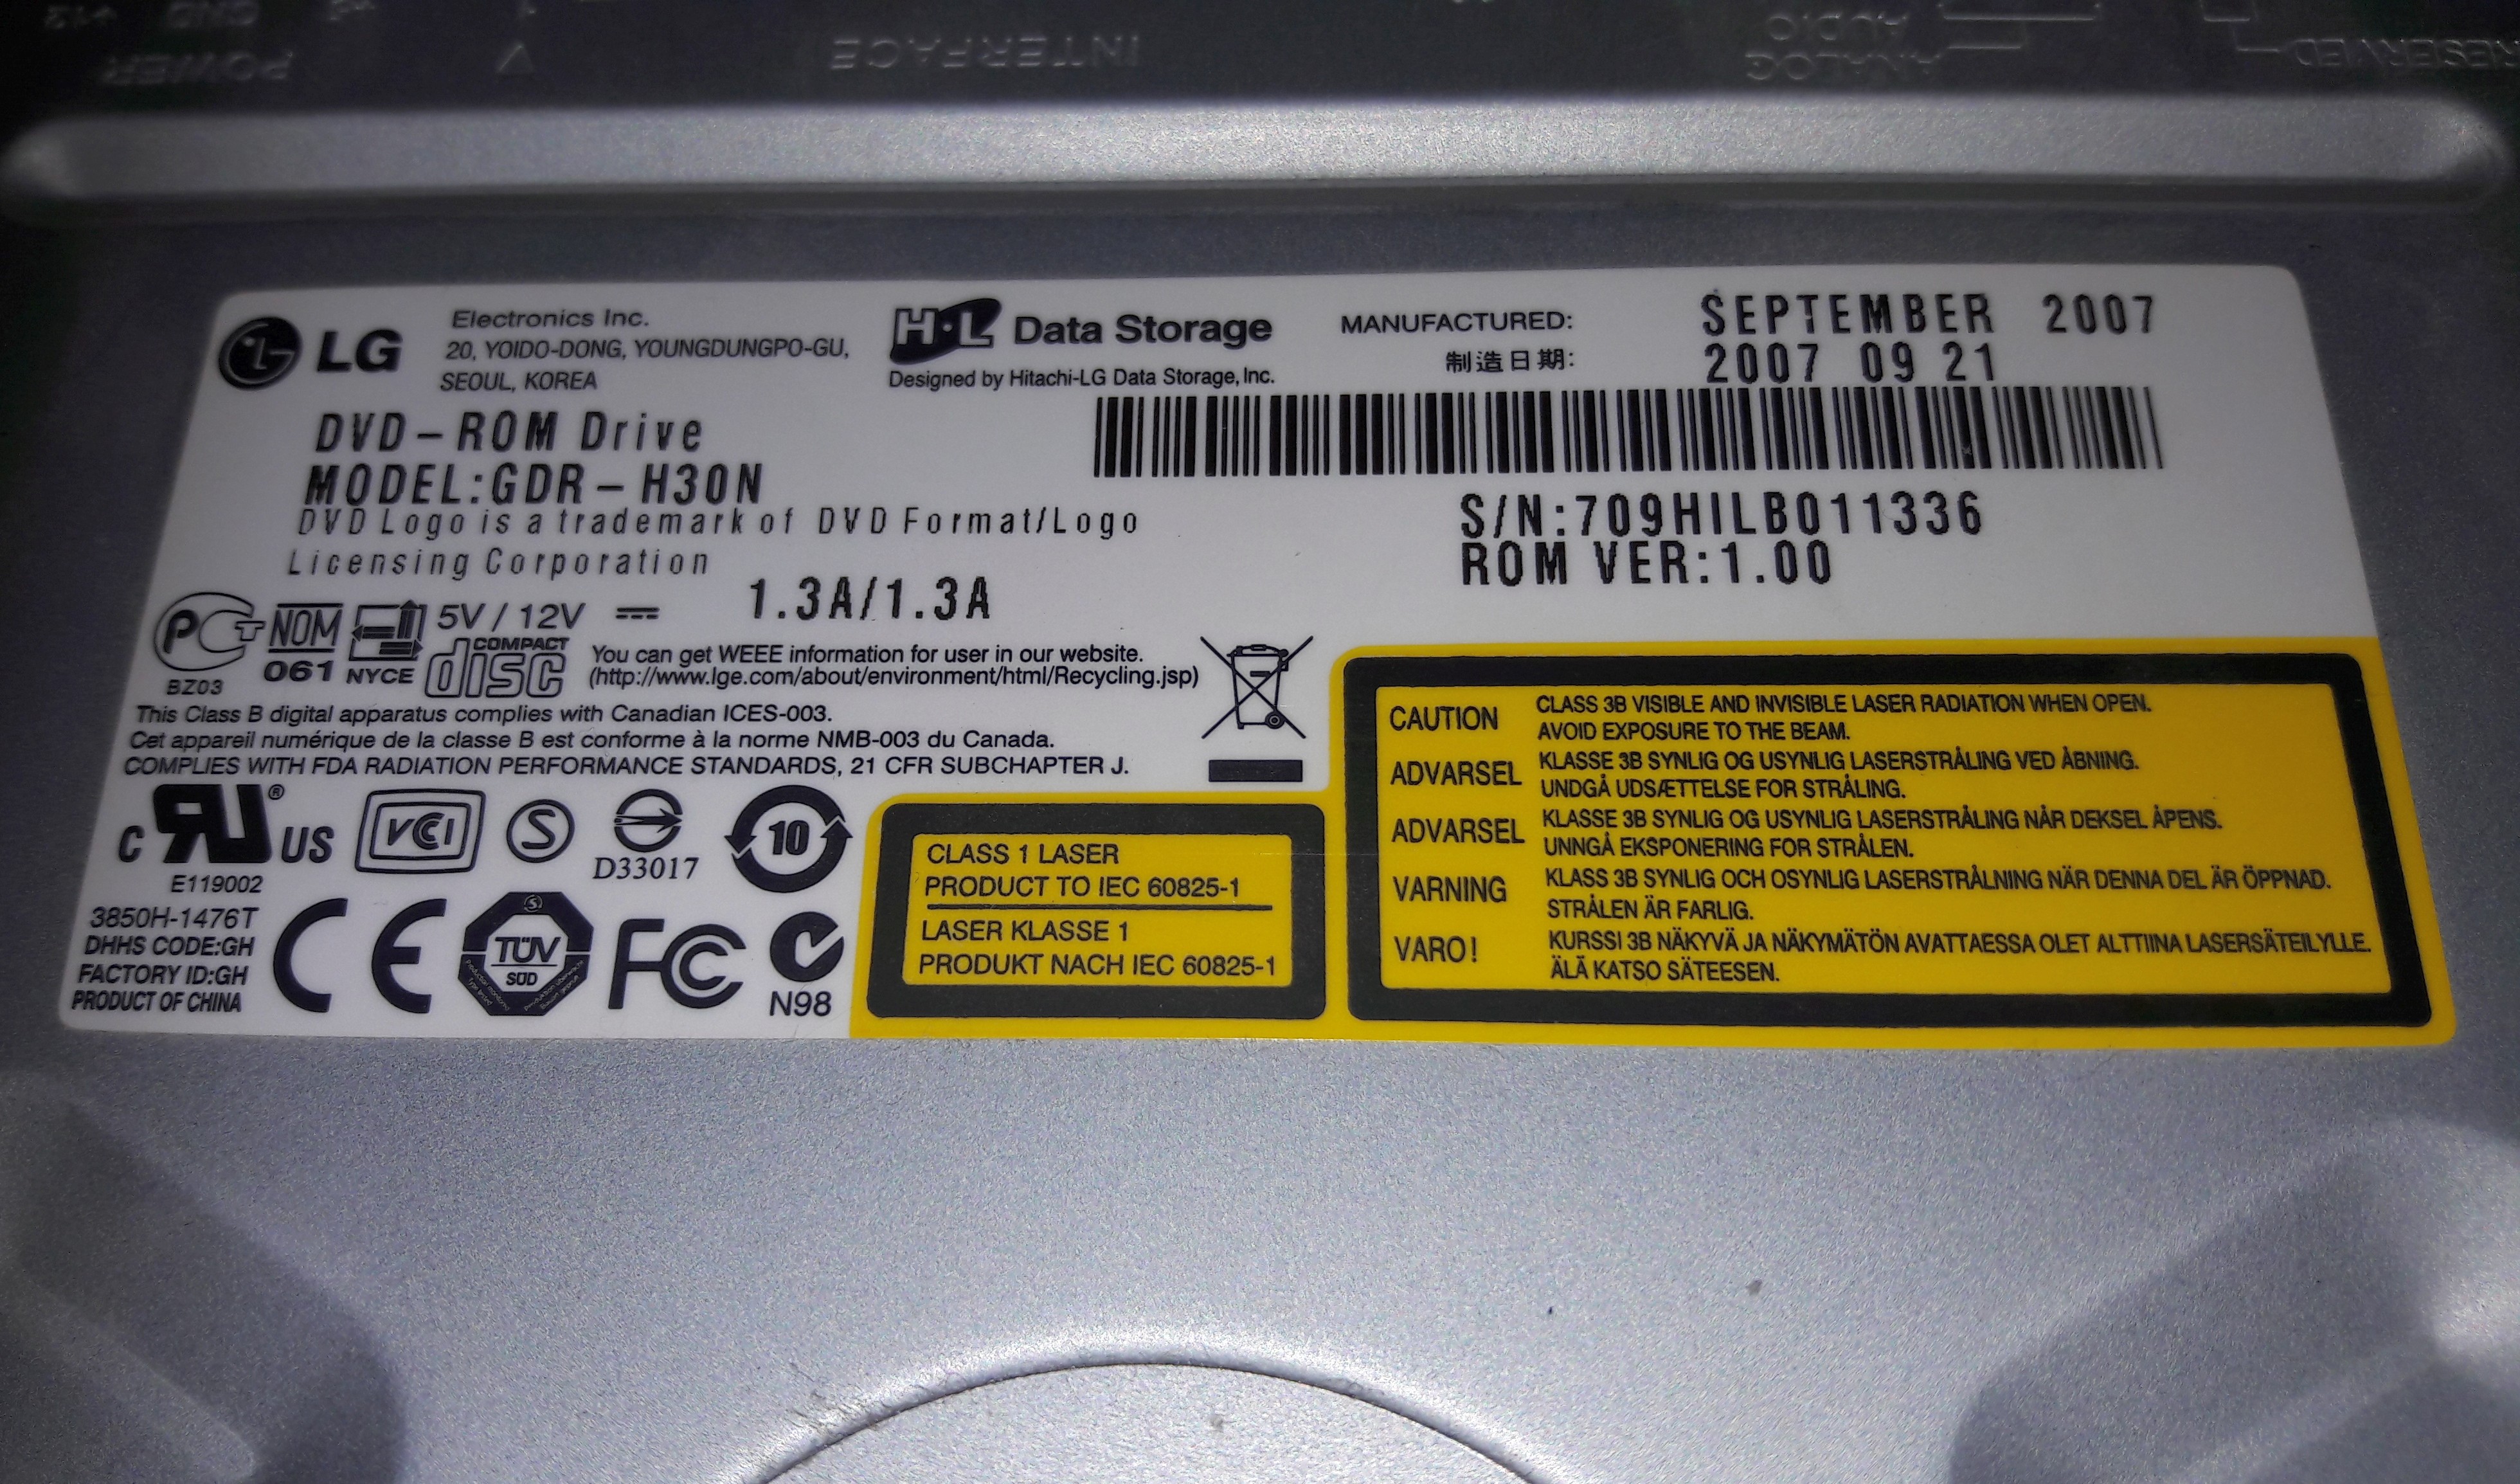 POWER
INTERFACE
ANALOG
AUDIO
RESERVED
+12
GND
LG
Electronics Inc.
20, YOIDO-DONG, YOUNGDUNGPO-GU,
SEOUL, KOREA
H·L Data Storage
Designed by Hitachi-LG Data Storage, Inc.
MANUFACTURED: SEPTEMBER 2007
制造日期: 2007 09 21
DVD-ROM Drive
MODEL:GDR-H30N
DVD Logo is a trademark of DVD Format/Logo
Licensing Corporation
S/N:709HILB011336
ROM VER:1.00
5V / 12V 1.3A/1.3A
BZ03
NOM
061
NYCE
COMPACT
disc
You can get WEEE information for user in our website.
(http://www.lge.com/about/environment/html/Recycling.jsp)
This Class B digital apparatus complies with Canadian ICES-003.
Cet appareil numérique de la classe B est conforme à la norme NMB-003 du Canada.
COMPLIES WITH FDA RADIATION PERFORMANCE STANDARDS, 21 CFR SUBCHAPTER J.
C RU® US
E119002
VCI
S
D33017
10
3850H-1476T
DHHS CODE:GH
FACTORY ID:GH
PRODUCT OF CHINA
CE
TÜV
SÜD
FC
N98
CLASS 1 LASER
PRODUCT TO IEC 60825-1
LASER KLASSE 1
PRODUKT NACH IEC 60825-1
CAUTION CLASS 3B VISIBLE AND INVISIBLE LASER RADIATION WHEN OPEN.
AVOID EXPOSURE TO THE BEAM.
ADVARSEL KLASSE 3B SYNLIG OG USYNLIG LASERSTRÅLING VED ÅBNING.
UNDGÅ UDSÆTTELSE FOR STRÅLING.
ADVARSEL KLASSE 3B SYNLIG OG USYNLIG LASERSTRÅLING NÅR DEKSEL ÅPENS.
UNNGÅ EKSPONERING FOR STRÅLEN.
VARNING KLASS 3B SYNLIG OCH OSYNLIG LASERSTRÅLNING NÄR DENNA DEL ÄR ÖPPNAD.
STRÅLEN ÄR FARLIG.
VARO! KURSSI 3B NÄKYVÄ JA NÄKYMÄTÖN AVATTAESSA OLET ALTTIINA LASERSÄTEILYLLE.
ÄLÄ KATSO SÄTEESEN.